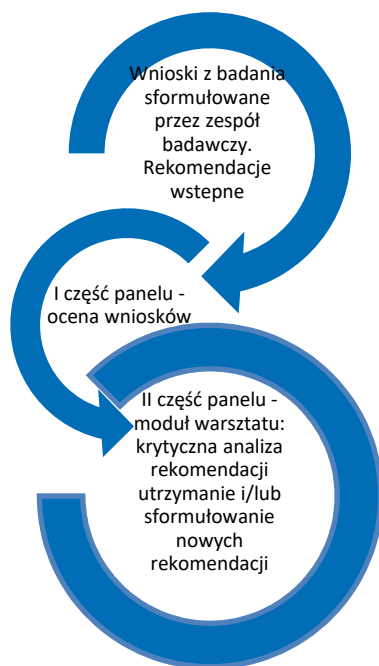 Wnioski z badania
sformułowane
przez zespół
badawczy.
Rekomendacje
wstepne
I część panelu -
ocena wniosków
II część panelu -
moduł warsztatu:
krytyczna analiza
rekomendacji
utrzymanie i/lub
sformułowanie
nowych
rekomendacji